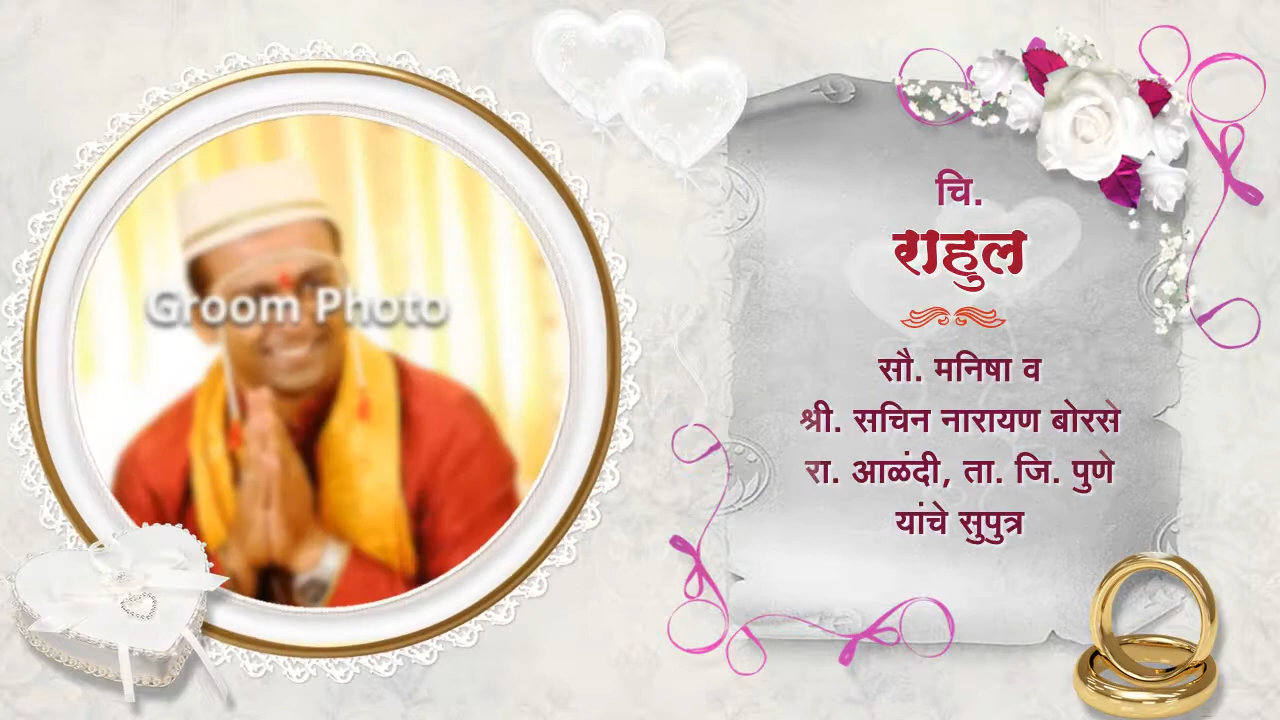 Groom Photo
चि.
राहुल
सौ. मनिषा व
श्री. सचिन नारायण बोरसे
रा. आळंदी, ता. जि. पुणे
यांचे सुपुत्र